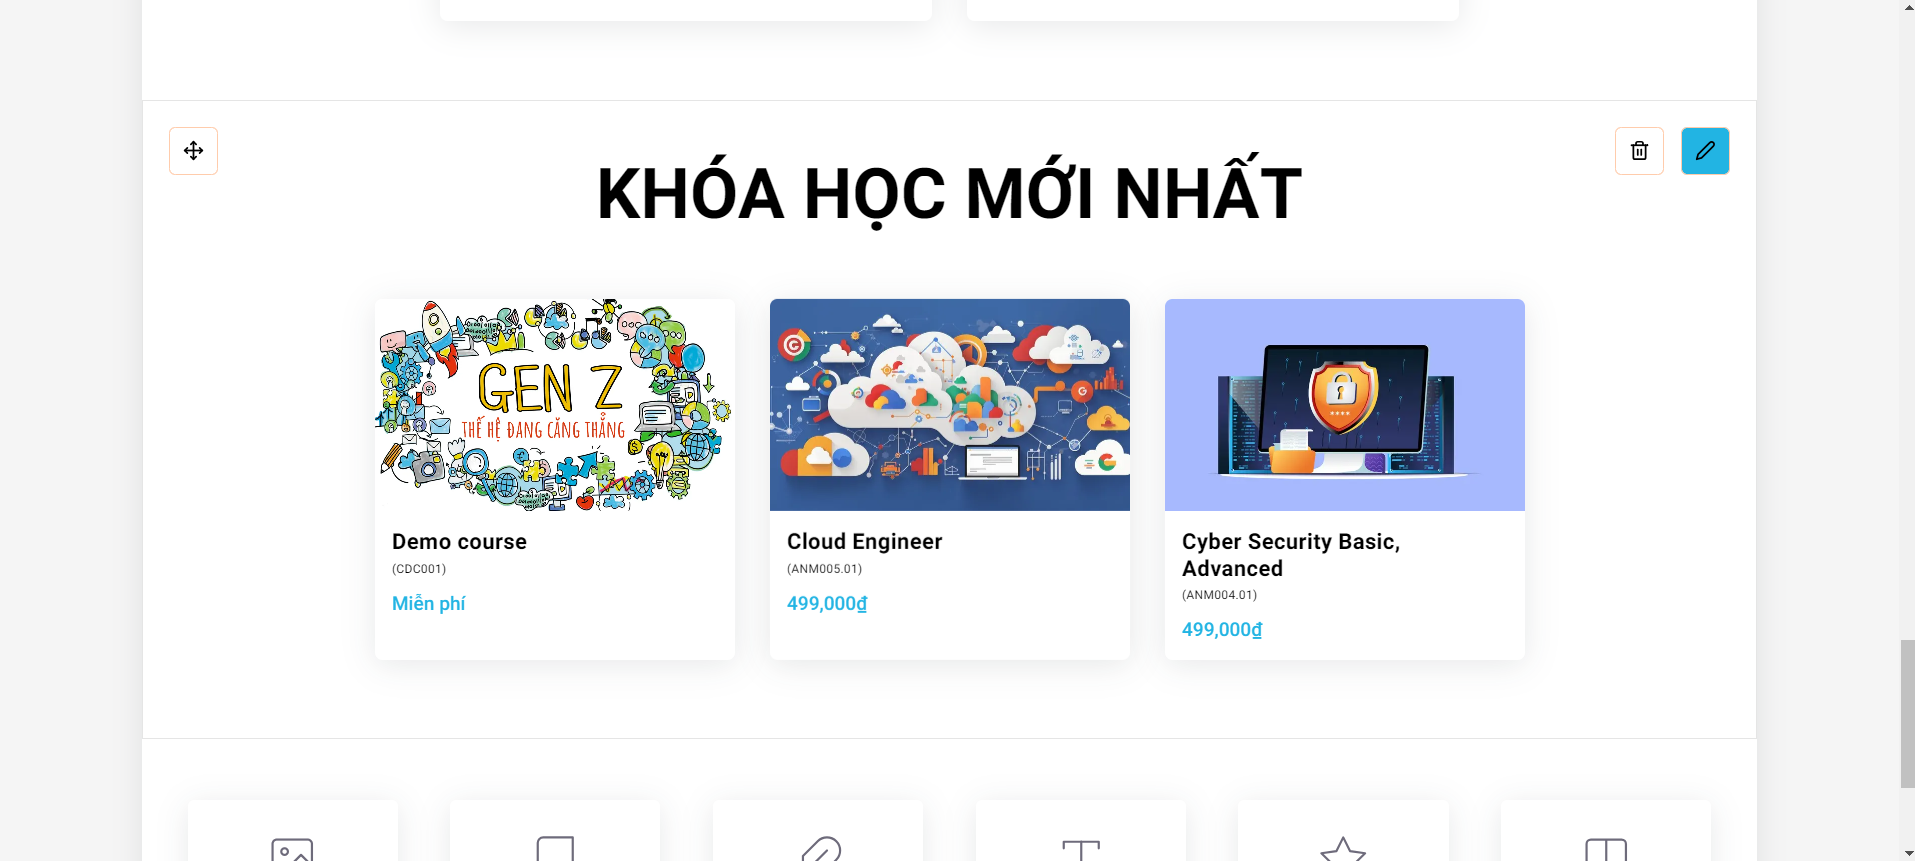 KHÓA HỌC MỚI NHẤT
GEN Z
THẾ HỆ ĐANG CĂNG THẲNG
Demo course
(CDC001)
Miễn phí
Cloud Engineer
(ANM005.01)
499,000₫
Cyber Security Basic,
Advanced
(ANM004.01)
499,000₫